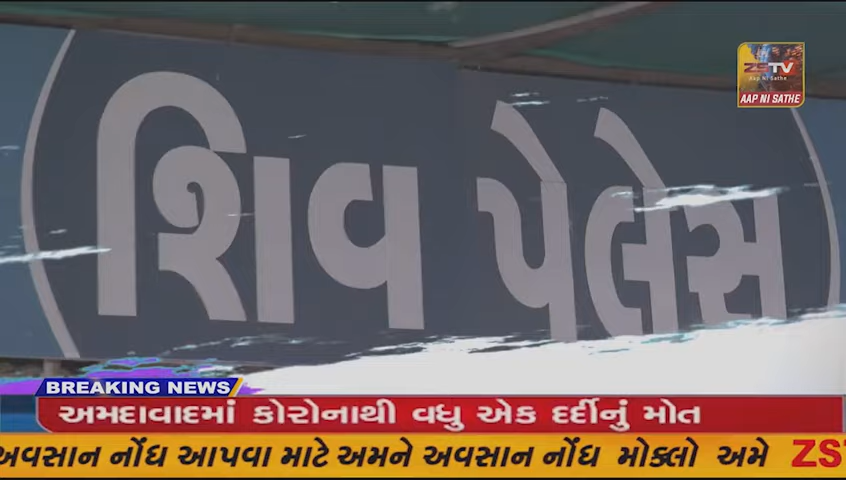 ZSTV
Aap Ni Sathe
AAP NI SATHE
શિવ પેલેસ
BREAKING NEWS
અમદાવાદમાં કોરોનાથી વધુ એક દર્દીનું મોત
અવસાન નોંધ આપવા માટે અમને અવસાન નોંધ મોકલો અમે